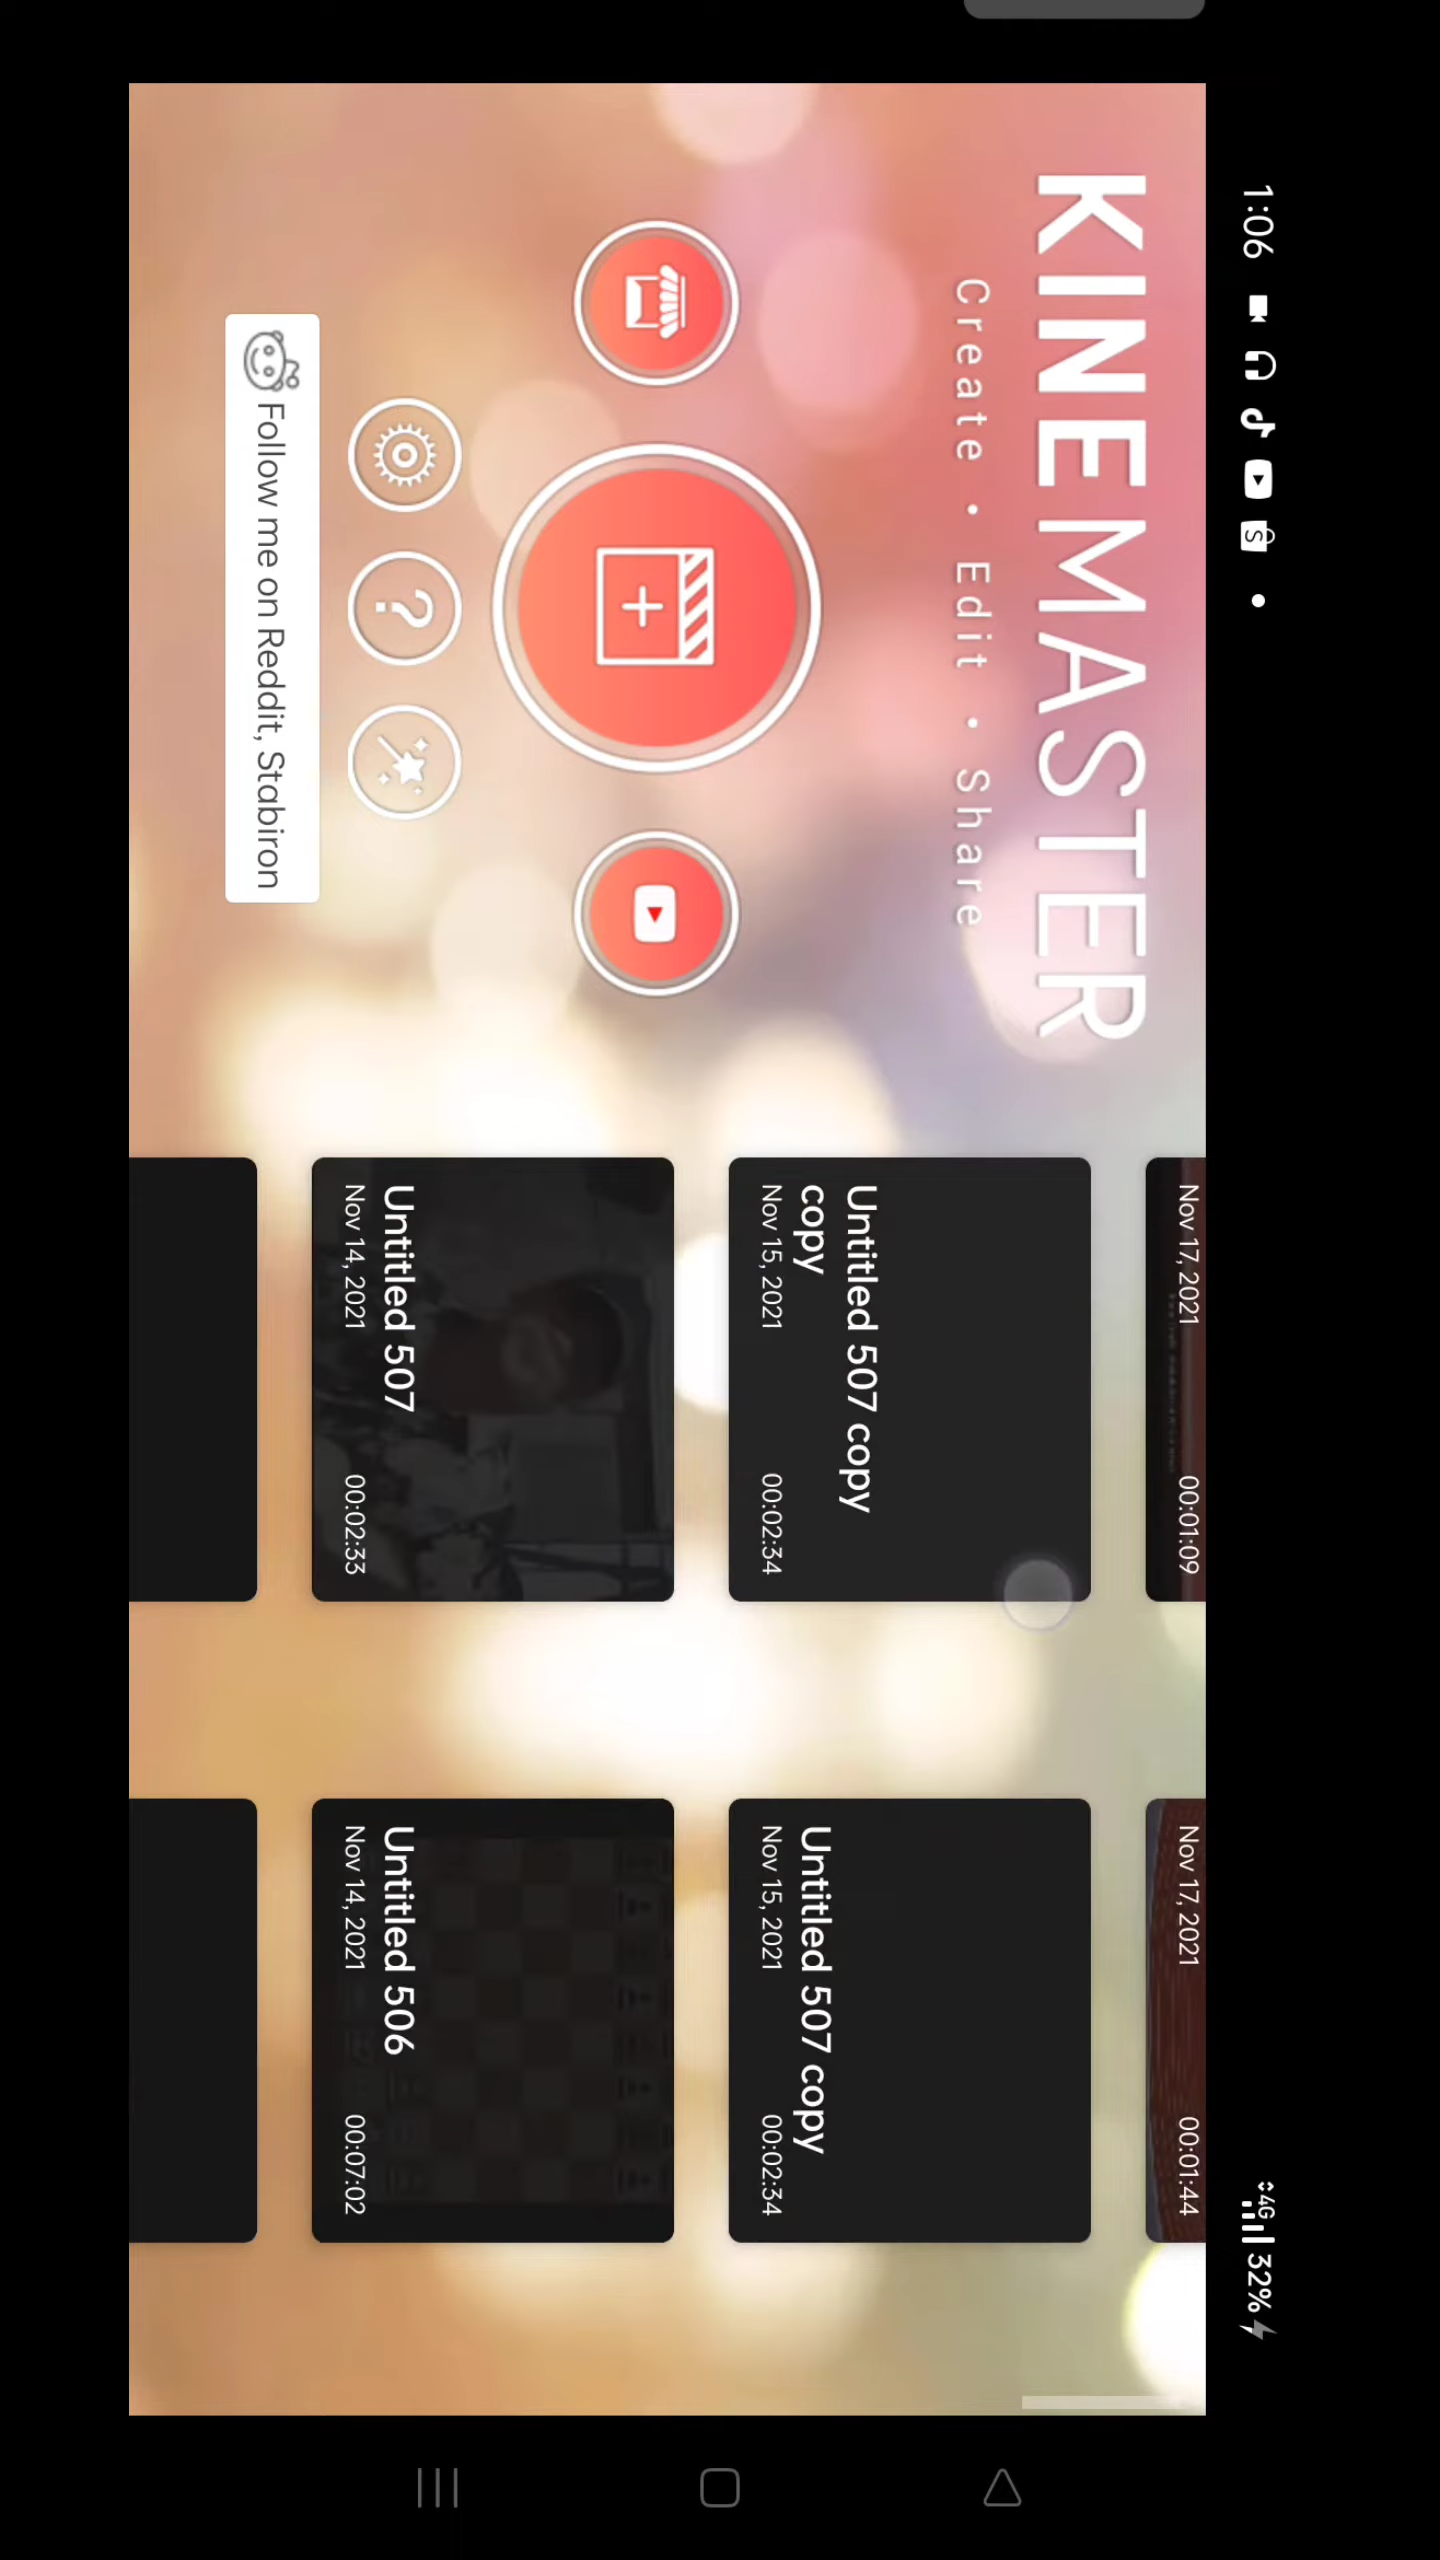 1:06
4G 32%
KINEMASTER
Create • Edit • Share
Follow me on Reddit, Stabiron
Nov 17, 2021 00:01:09
Nov 17, 2021 00:01:44
Untitled 507 copy
copy
Nov 15, 2021 00:02:34
Untitled 507 copy
Nov 15, 2021 00:02:34
Untitled 507
Nov 14, 2021 00:02:33
Untitled 506
Nov 14, 2021 00:07:02